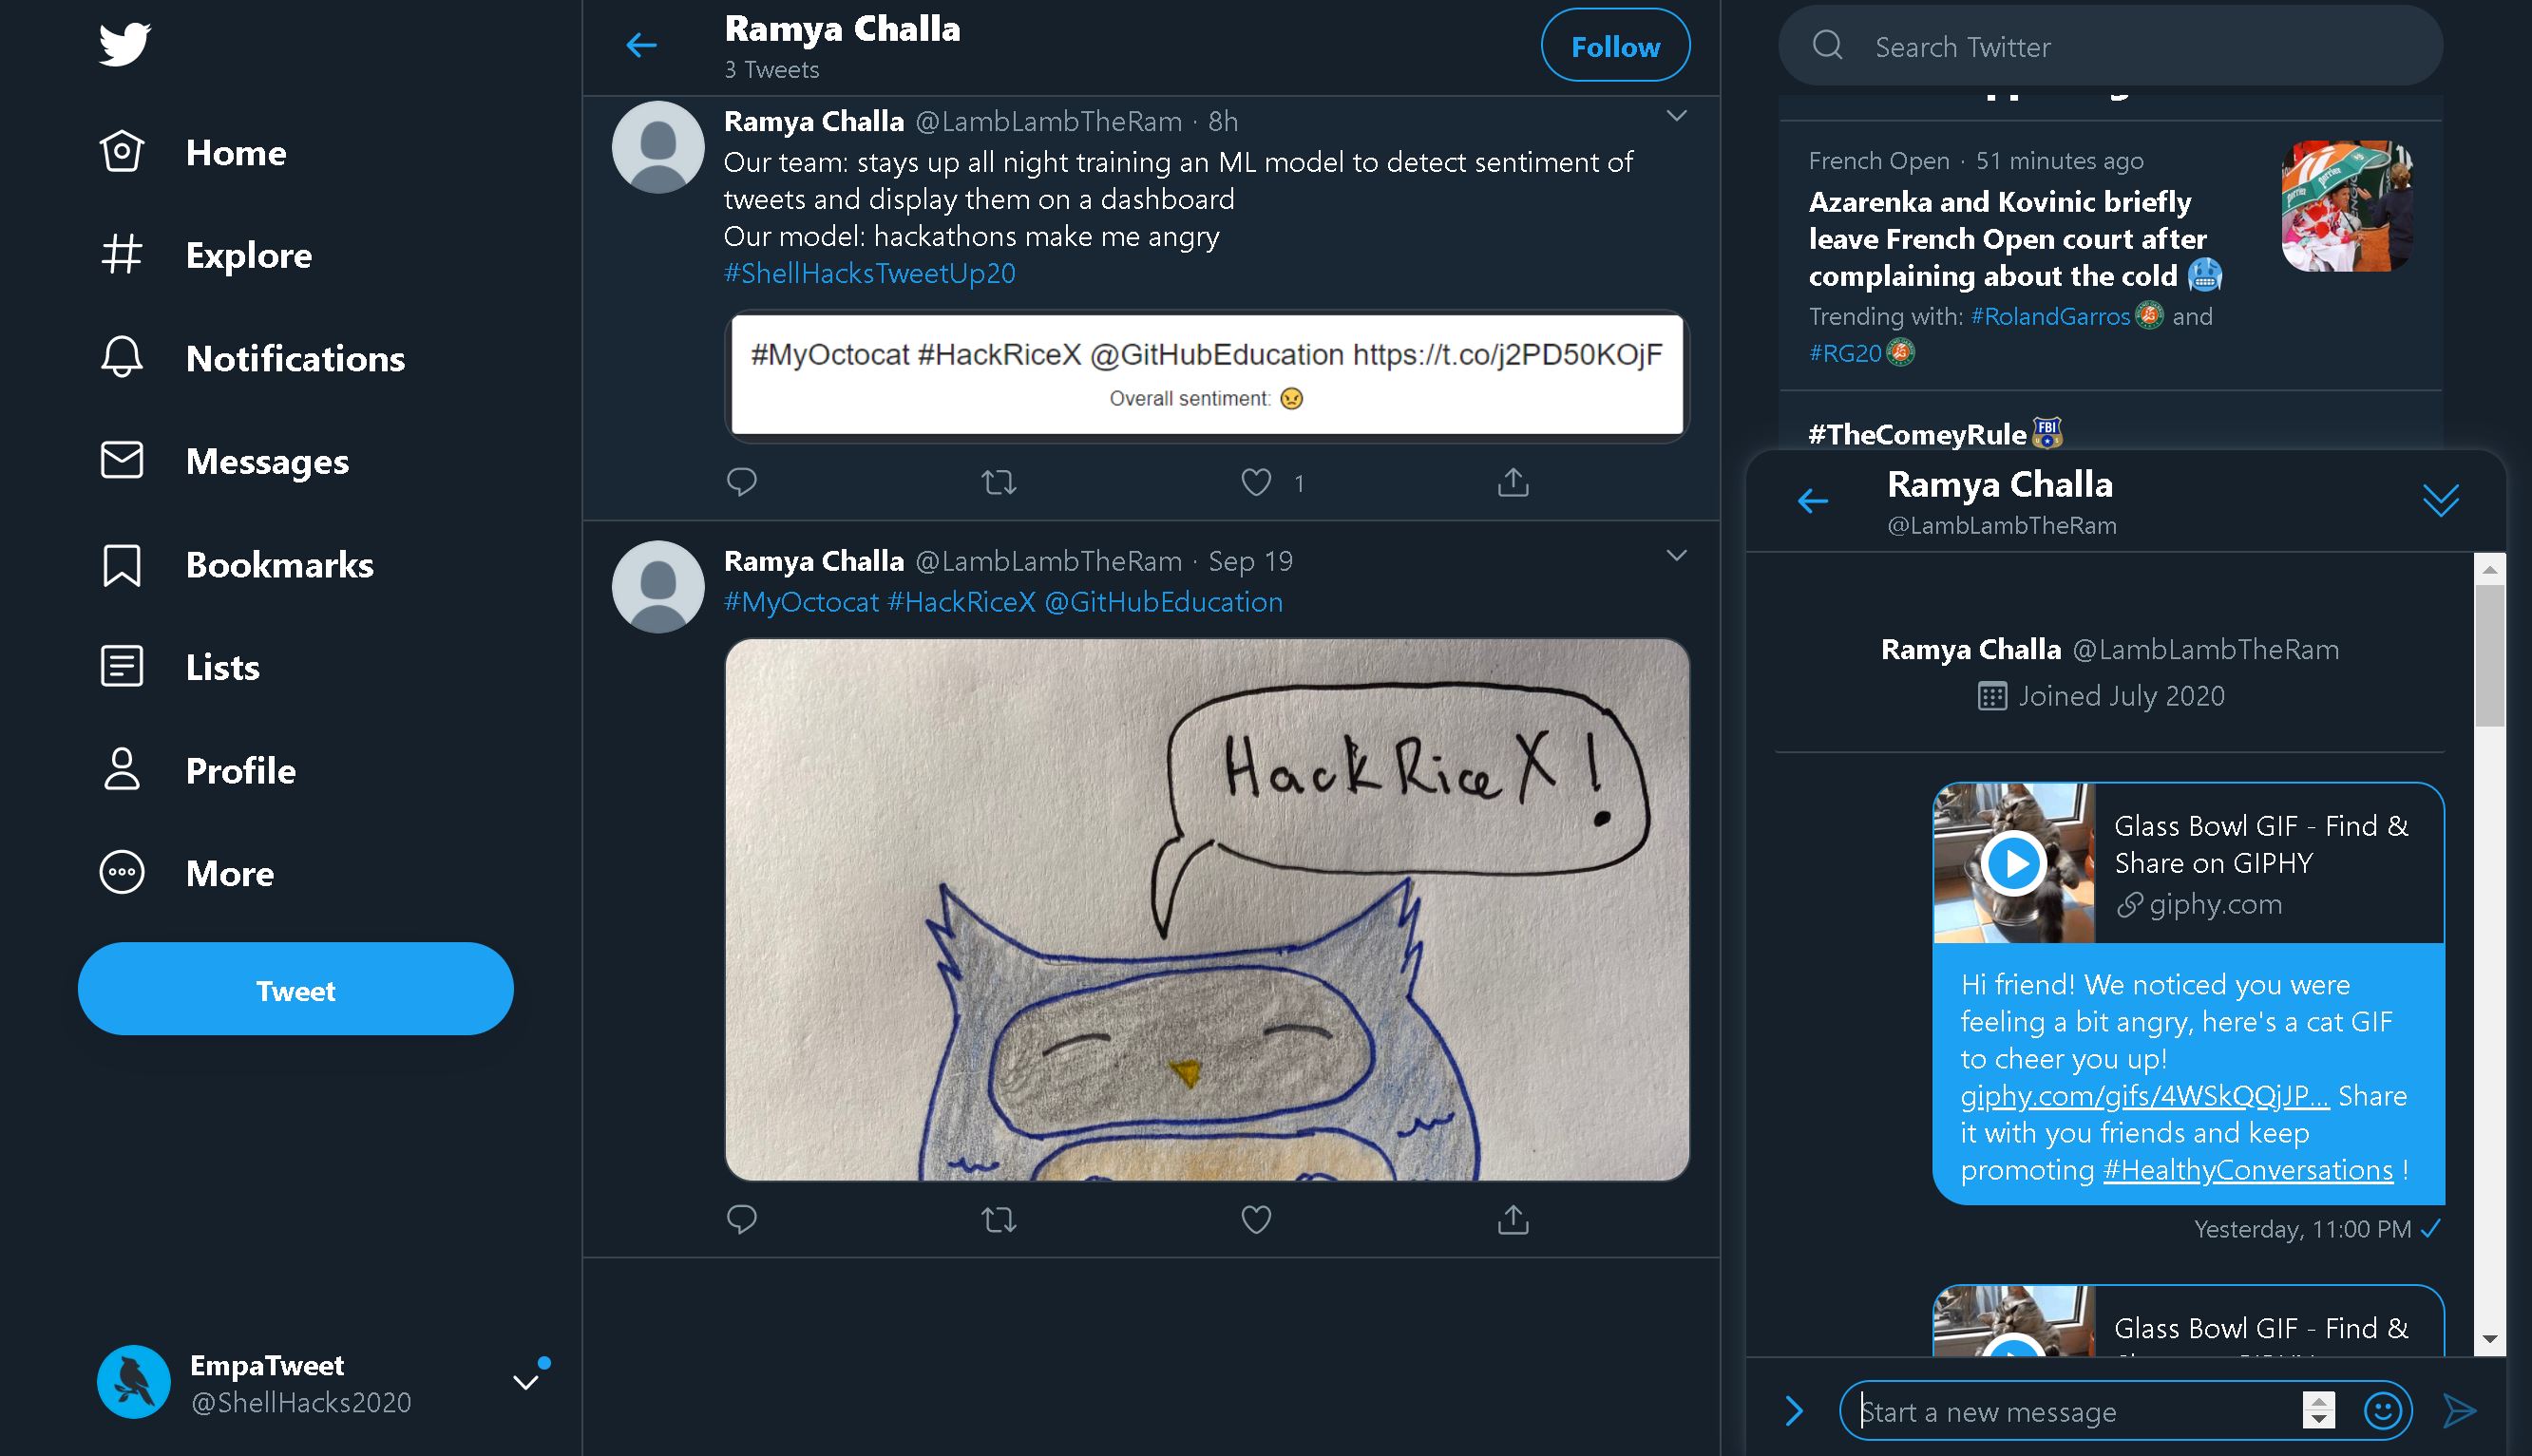 Home
Explore
Notifications
Messages
Bookmarks
Lists
Profile
More
Tweet
EmpaTweet
@ShellHacks2020
Ramya Challa
3 Tweets
Follow
Ramya Challa @LambLambTheRam · 8h
Our team: stays up all night training an ML model to detect sentiment of
tweets and display them on a dashboard
Our model: hackathons make me angry
#ShellHacksTweetUp20
#MyOctocat #HackRiceX @GitHubEducation https://t.co/j2PD50KOjF
Overall sentiment: 😠
1
Ramya Challa @LambLambTheRam · Sep 19
#MyOctocat #HackRiceX @GitHubEducation
HackRiceX!
Search Twitter
French Open · 51 minutes ago
Azarenka and Kovinic briefly
leave French Open court after
complaining about the cold 🥶
Trending with: #RolandGarros and
#RG20
#TheComeyRule
FBI
Ramya Challa
@LambLambTheRam
Ramya Challa @LambLambTheRam
Joined July 2020
Glass Bowl GIF - Find &
Share on GIPHY
giphy.com
Hi friend! We noticed you were
feeling a bit angry, here's a cat GIF
to cheer you up!
giphy.com/gifs/4WSkQQjJP... Share
it with you friends and keep
promoting #HealthyConversations !
Yesterday, 11:00 PM
Glass Bowl GIF - Find &
Start a new message